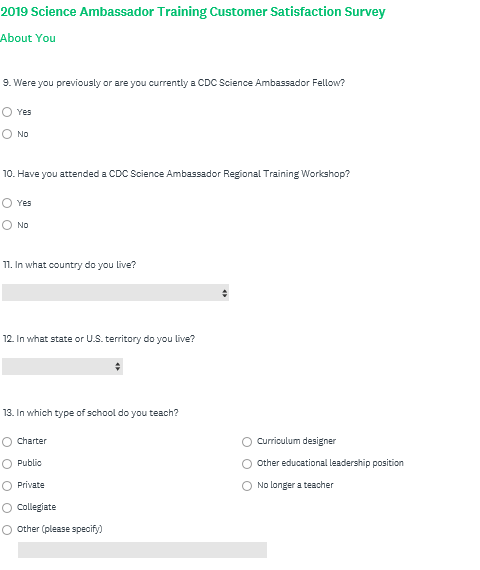 2019 Science Ambassador Training Customer Satisfaction Survey
About You
9. Were you previously or are you currently a CDC Science Ambassador Fellow?
Yes
No
10. Have you attended a CDC Science Ambassador Regional Training Workshop?
Yes
No
11. In what country do you live?
12. In what state or U.S. territory do you live?
13. In which type of school do you teach?
Charter
Public
Private
Collegiate
Other (please specify)
Curriculum designer
Other educational leadership position
No longer a teacher